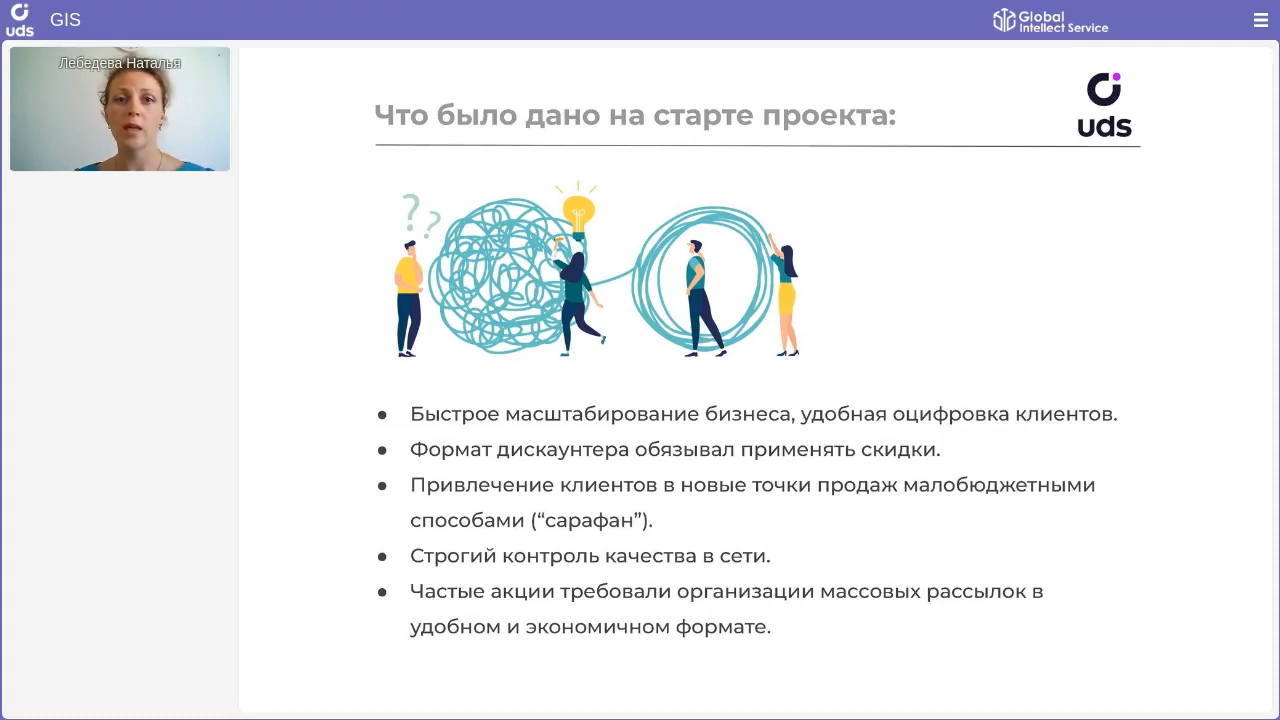 uds
GIS
Global
Intellect Service
Лебедева Наталья
Что было дано на старте проекта:
uds
? ?
● Быстрое масштабирование бизнеса, удобная оцифровка клиентов.
● Формат дискаунтера обязывал применять скидки.
● Привлечение клиентов в новые точки продаж малобюджетными
способами (“сарафан”).
● Строгий контроль качества в сети.
● Частые акции требовали организации массовых рассылок в
удобном и экономичном формате.